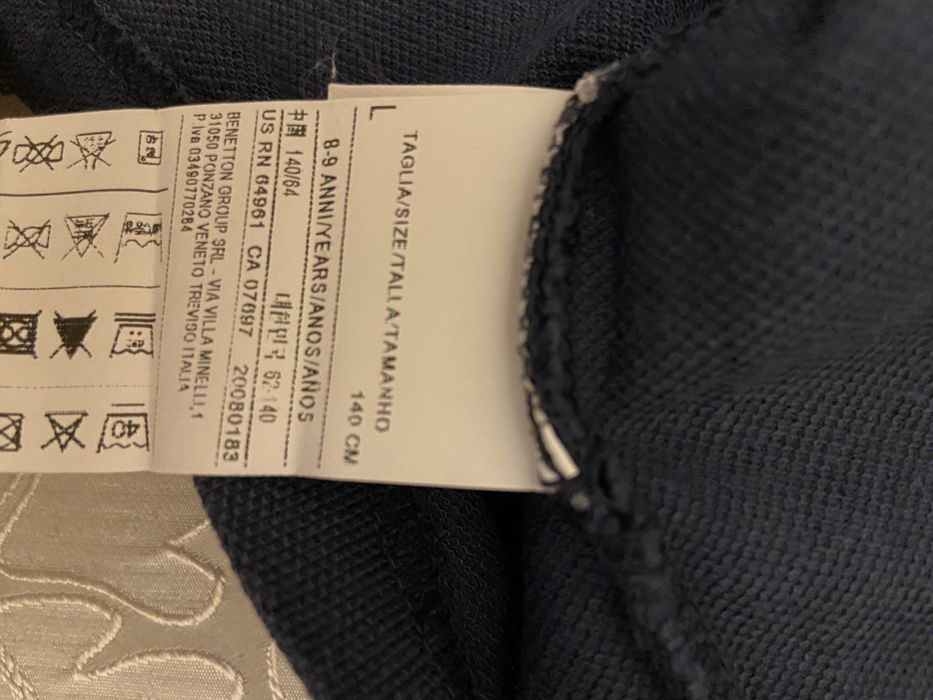 TAGLIA/SIZE/TALLA/TAMANHO
L 140 CM
8-9 ANNI/YEARS/ANOS/AÑOS
中国 140/64 대한민국 62-140
US RN 64961 CA 07097 20080183
BENETTON GROUP SRL - VIA VILLA MINELLI,1
31050 PONZANO VENETO TREVISO ITALIA
P.Iva 03490770264